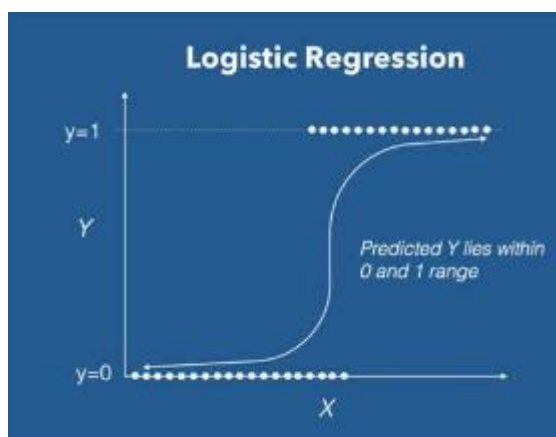 Logistic Regression
y=1
Y
Predicted Y lies within
0 and 1 range
y=0
X